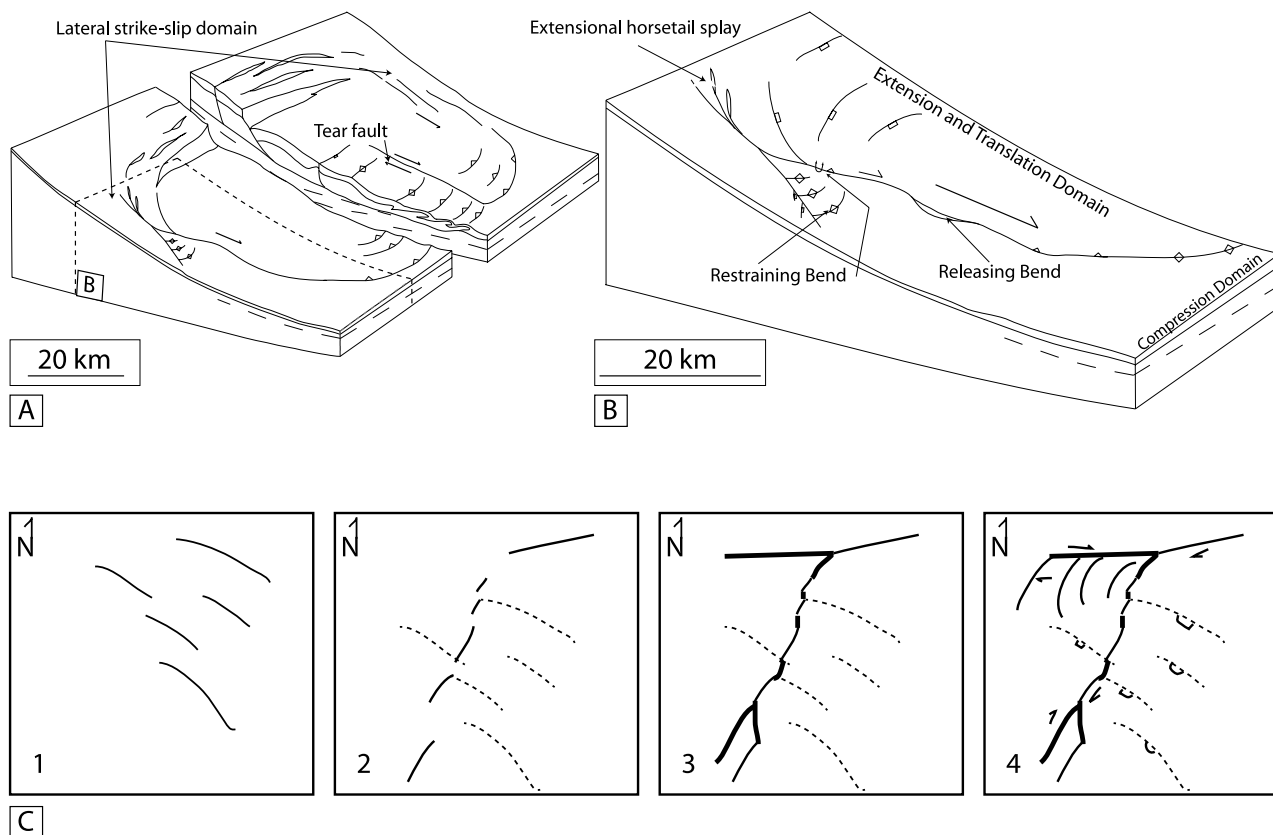 Lateral strike-slip domain
Tear fault
B
20 km
A
Extensional horsetail splay
Extension and Translation Domain
U
Restraining Bend
Releasing Bend
Compression Domain
20 km
B
N
1
N
2
N
3
N
4
C